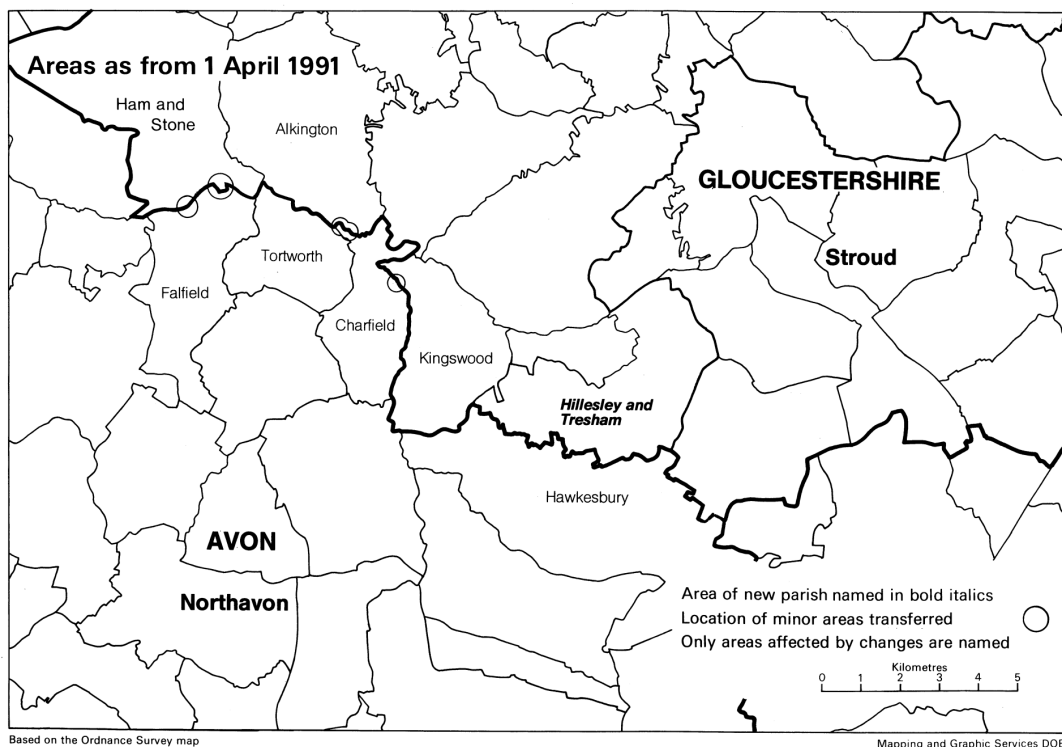 Areas as from 1 April 1991
Ham and
Stone
Alkington
GLOUCESTERSHIRE
Stroud
Tortworth
Falfield
Charfield
Kingswood
Hillesley and
Tresham
Hawkesbury
AVON
Northavon
Area of new parish named in bold italics
Location of minor areas transferred
Only areas affected by changes are named
Kilometres
0 1 2 3 4 5
Based on the Ordnance Survey map
Mapping and Graphic Services DOE